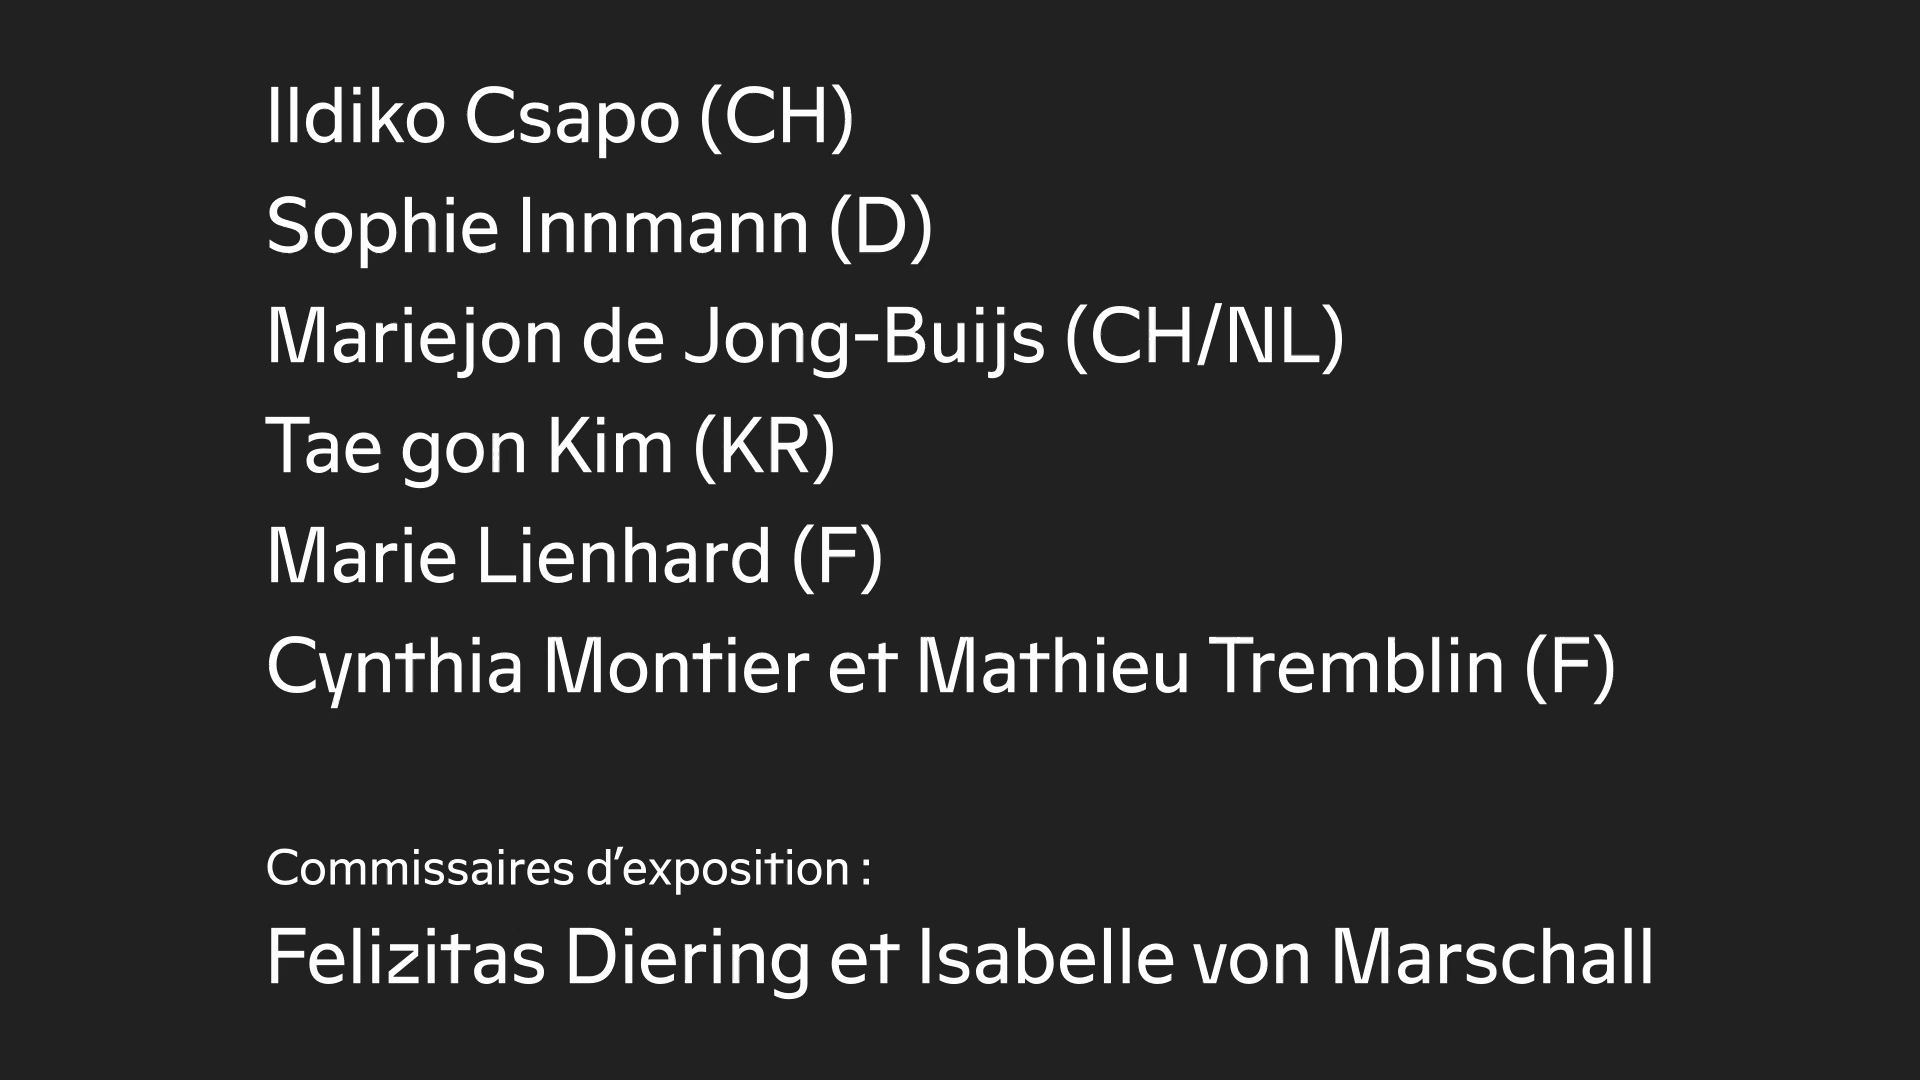 Ildiko Csapo (CH)
Sophie Innmann (D)
Mariejon de Jong-Buijs (CH/NL)
Tae gon Kim (KR)
Marie Lienhard (F)
Cynthia Montier et Mathieu Tremblin (F)
Commissaires d’exposition :
Felizitas Diering et Isabelle von Marschall